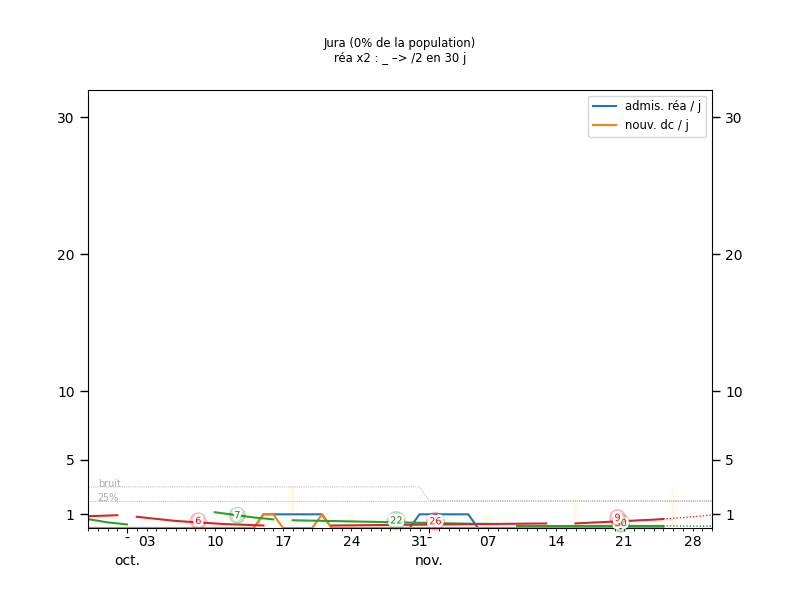 Jura (0% de la population)
réa x2 : _ –> /2 en 30 j
admis. réa / j
nouv. dc / j
30 30
20 20
10 10
5 5
bruit
25%
1 1
6 7 22 26 9
- 03 10 17 24 31 07 14 21 28
oct. nov.